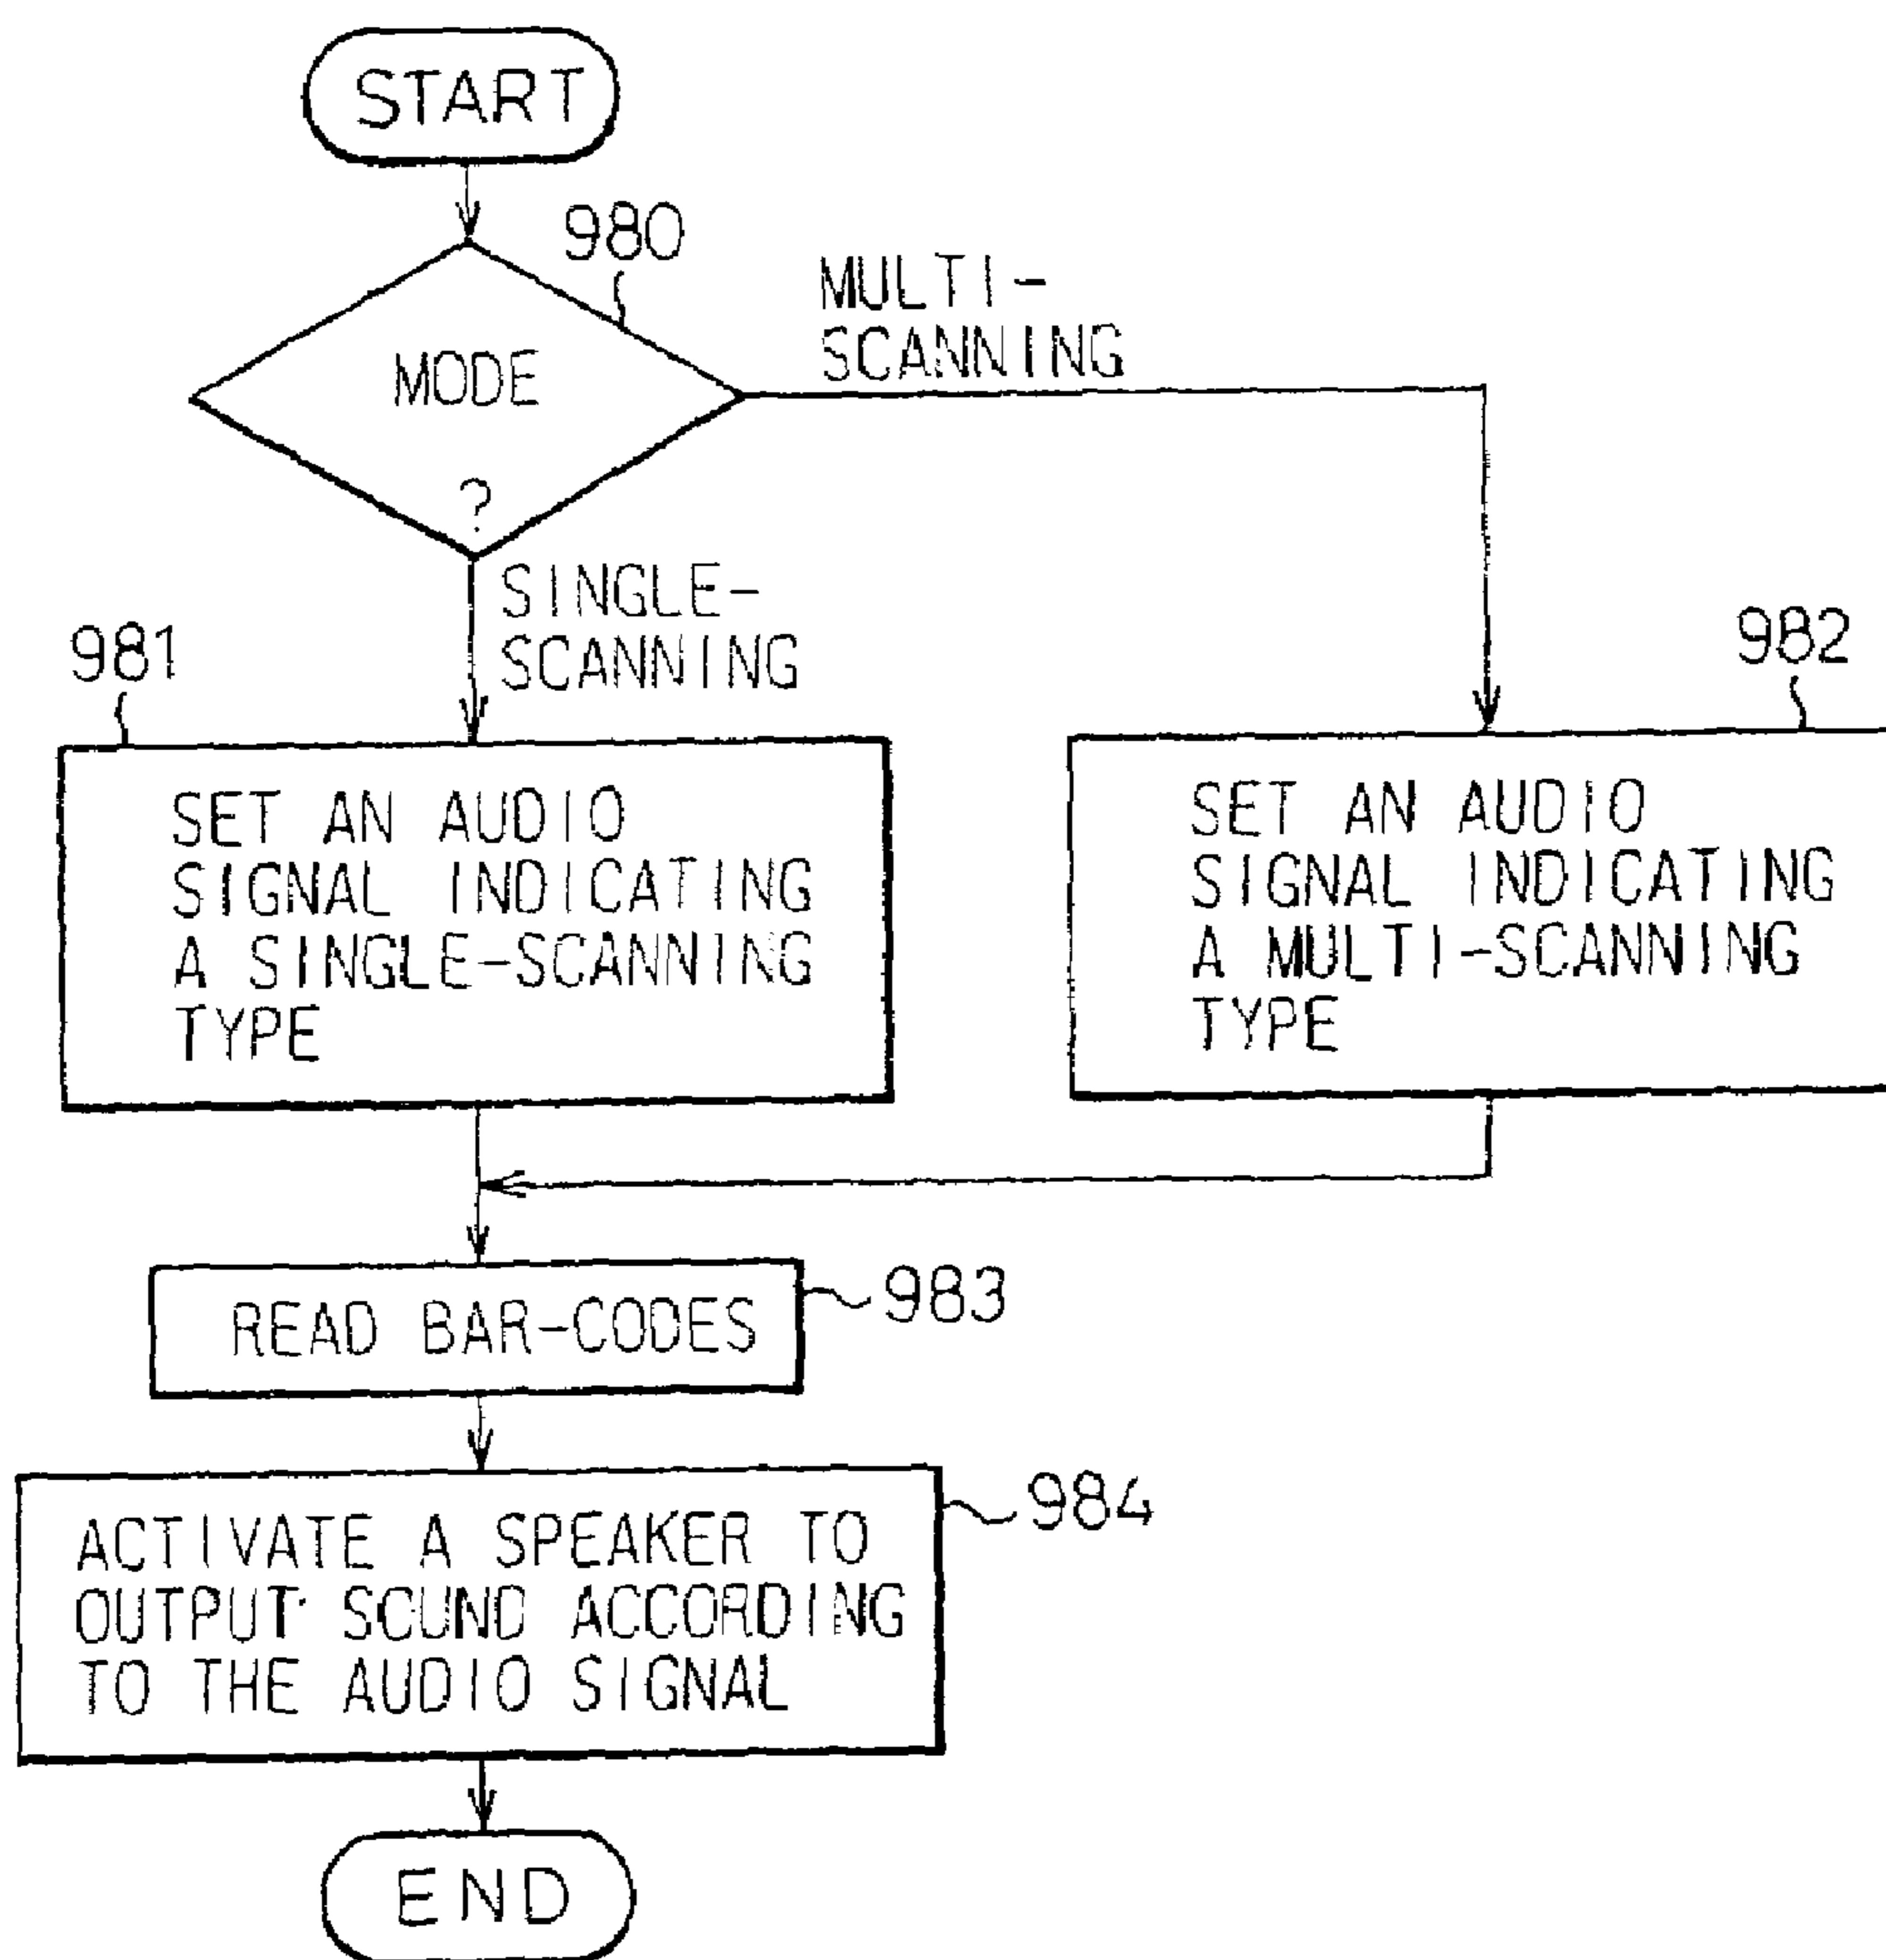 START
980
MODE
?
MULTI-
SCANNING
SINGLE-
SCANNING
981
SET AN AUDIO
SIGNAL INDICATING
A SINGLE-SCANNING
TYPE
982
SET AN AUDIO
SIGNAL INDICATING
A MULTI-SCANNING
TYPE
READ BAR-CODES
983
ACTIVATE A SPEAKER TO
OUTPUT SOUND ACCORDING
TO THE AUDIO SIGNAL
984
END